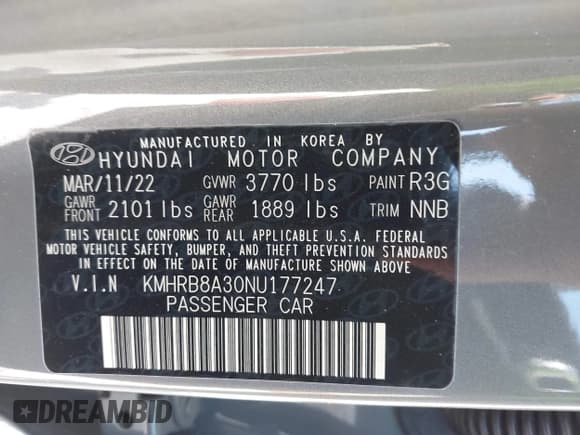 MANUFACTURED IN KOREA BY
HYUNDAI MOTOR COMPANY
MAR/11/22 GVWR 3770 lbs PAINT R3G
GAWR FRONT 2101 lbs GAWR REAR 1889 lbs TRIM NNB
THIS VEHICLE CONFORMS TO ALL APPLICABLE U.S.A. FEDERAL
MOTOR VEHICLE SAFETY, BUMPER, AND THEFT PREVENTION STANDARDS
IN EFFECT ON THE DATE OF MANUFACTURE SHOWN ABOVE.
V.I.N KMHRB8A30NU177247
PASSENGER CAR
DREAMBID